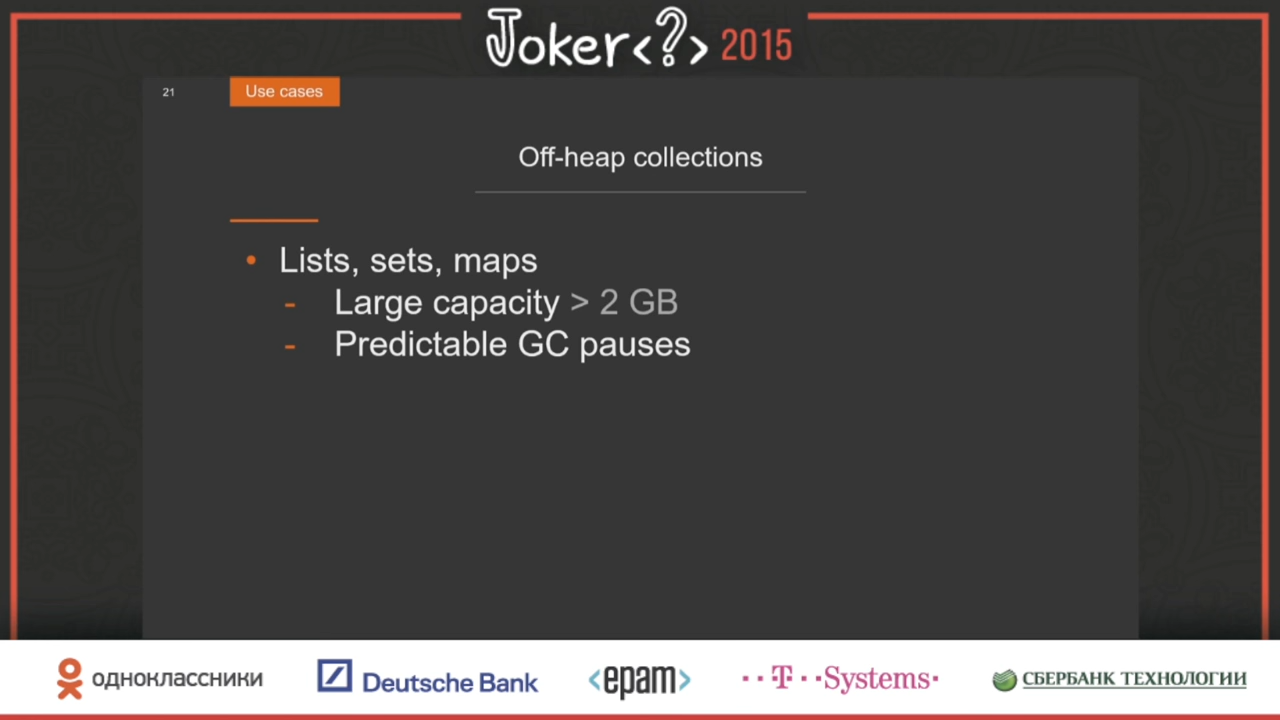 Joker<?> 2015
21
Use cases
Off-heap collections
• Lists, sets, maps
- Large capacity > 2 GB
- Predictable GC pauses
одноклассники
Deutsche Bank
<epam>
··T··Systems·
СБЕРБАНК ТЕХНОЛОГИИ